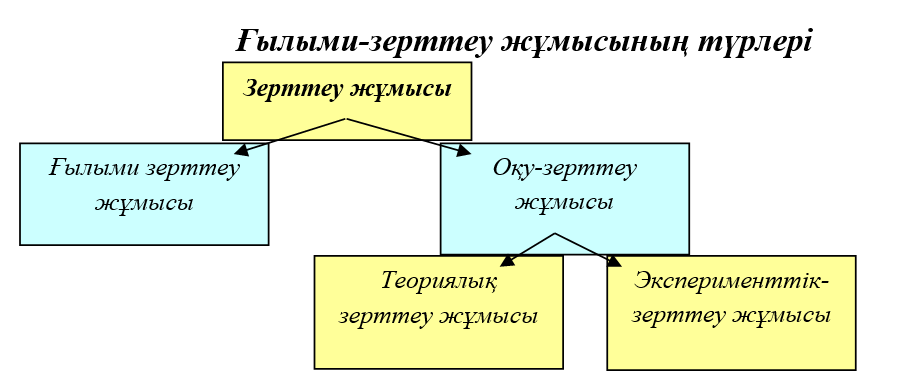 Ғылыми-зерттеу жұмысының түрлері
Зерттеу жұмысы
Ғылыми зерттеу
жұмысы
Оқу-зерттеу
жұмысы
Теориялық
зерттеу жұмысы
Эксперименттік-
зерттеу жұмысы